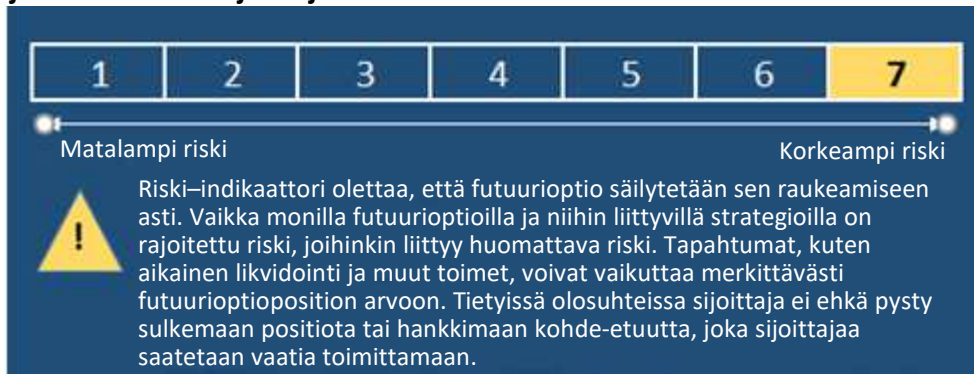 1 2 3 4 5 6 7
Matalampi riski Korkeampi riski
Riski–indikaattori olettaa, että futuurioptio säilytetään sen raukeamiseen
! asti. Vaikka monilla futuurioptioilla ja niihin liittyvillä strategioilla on
rajoitettu riski, joihinkin liittyy huomattava riski. Tapahtumat, kuten
aikainen likvidointi ja muut toimet, voivat vaikuttaa merkittävästi
futuurioptioposition arvoon. Tietyissä olosuhteissa sijoittaja ei ehkä pysty
sulkemaan positiota tai hankkimaan kohde-etuutta, joka sijoittajaa
saatetaan vaatia toimittamaan.